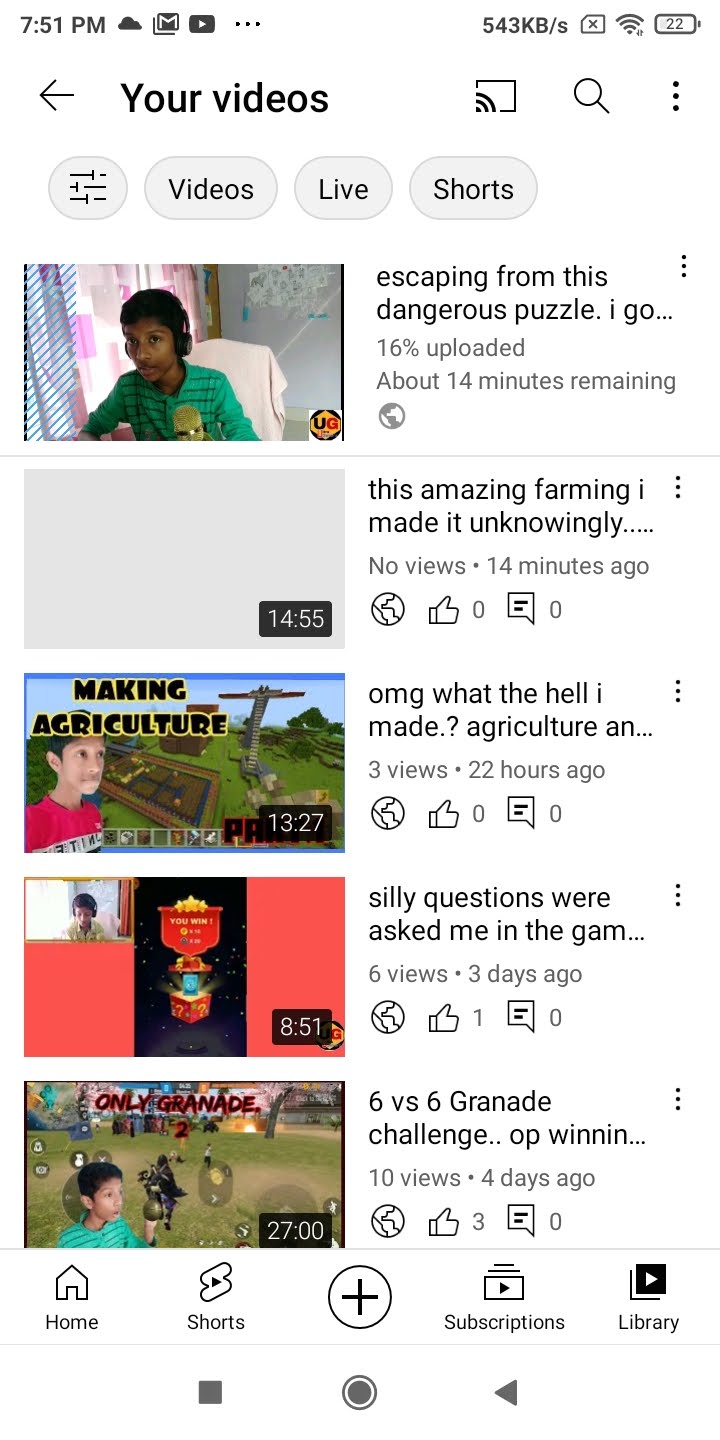 7:51 PM
543KB/s
22
Your videos
Videos
Live
Shorts
escaping from this
dangerous puzzle. i go...
16% uploaded
About 14 minutes remaining
UG
this amazing farming i
made it unknowingly.....
No views • 14 minutes ago
0
0
14:55
MAKING
AGRICULTURE
13:27
omg what the hell i
made.? agriculture an...
3 views • 22 hours ago
0
0
YOU WIN !
8:51
UG
silly questions were
asked me in the gam...
6 views • 3 days ago
1
0
ONLY GRANADE.
2
27:00
6 vs 6 Granade
challenge.. op winnin...
10 views • 4 days ago
3
0
Home
Shorts
Subscriptions
Library